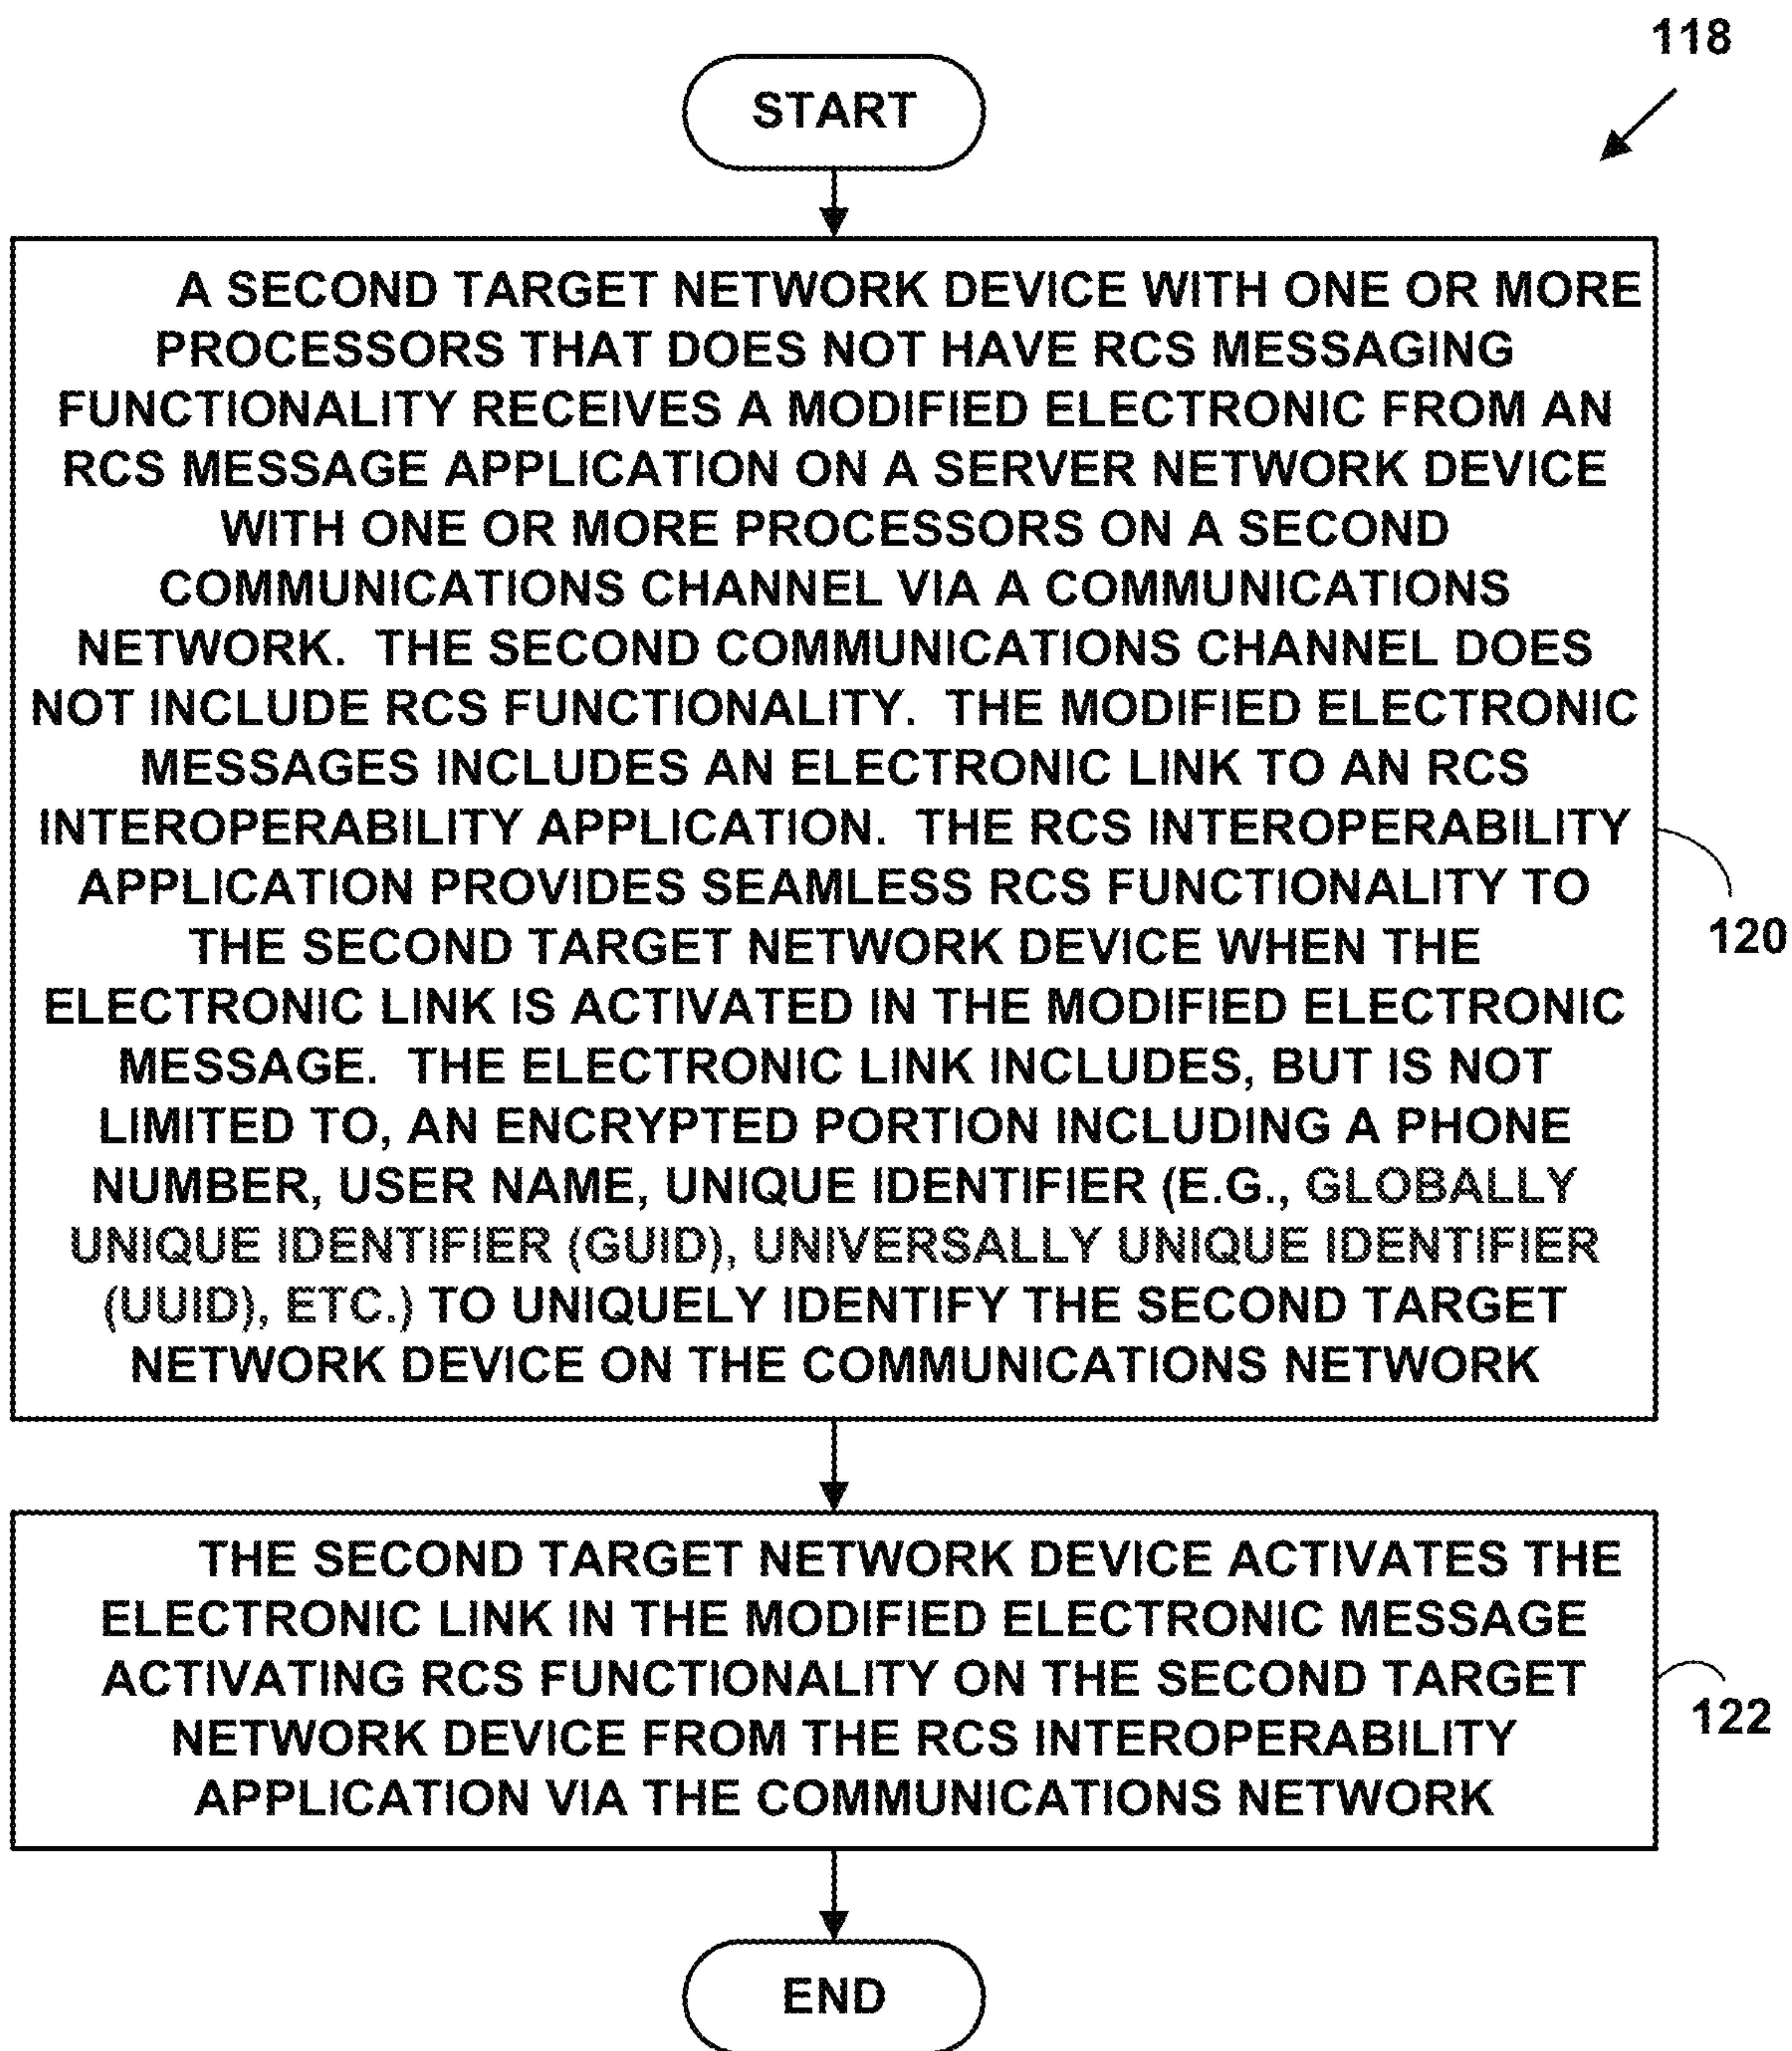 118
START
A SECOND TARGET NETWORK DEVICE WITH ONE OR MORE
PROCESSORS THAT DOES NOT HAVE RCS MESSAGING
FUNCTIONALITY RECEIVES A MODIFIED ELECTRONIC FROM AN
RCS MESSAGE APPLICATION ON A SERVER NETWORK DEVICE
WITH ONE OR MORE PROCESSORS ON A SECOND
COMMUNICATIONS CHANNEL VIA A COMMUNICATIONS
NETWORK. THE SECOND COMMUNICATIONS CHANNEL DOES
NOT INCLUDE RCS FUNCTIONALITY. THE MODIFIED ELECTRONIC
MESSAGES INCLUDES AN ELECTRONIC LINK TO AN RCS
INTEROPERABILITY APPLICATION. THE RCS INTEROPERABILITY
APPLICATION PROVIDES SEAMLESS RCS FUNCTIONALITY TO
THE SECOND TARGET NETWORK DEVICE WHEN THE
ELECTRONIC LINK IS ACTIVATED IN THE MODIFIED ELECTRONIC
MESSAGE. THE ELECTRONIC LINK INCLUDES, BUT IS NOT
LIMITED TO, AN ENCRYPTED PORTION INCLUDING A PHONE
NUMBER, USER NAME, UNIQUE IDENTIFIER (E.G., GLOBALLY
UNIQUE IDENTIFIER (GUID), UNIVERSALLY UNIQUE IDENTIFIER
(UUID), ETC.) TO UNIQUELY IDENTIFY THE SECOND TARGET
NETWORK DEVICE ON THE COMMUNICATIONS NETWORK
120
THE SECOND TARGET NETWORK DEVICE ACTIVATES THE
ELECTRONIC LINK IN THE MODIFIED ELECTRONIC MESSAGE
ACTIVATING RCS FUNCTIONALITY ON THE SECOND TARGET
NETWORK DEVICE FROM THE RCS INTEROPERABILITY
APPLICATION VIA THE COMMUNICATIONS NETWORK
122
END